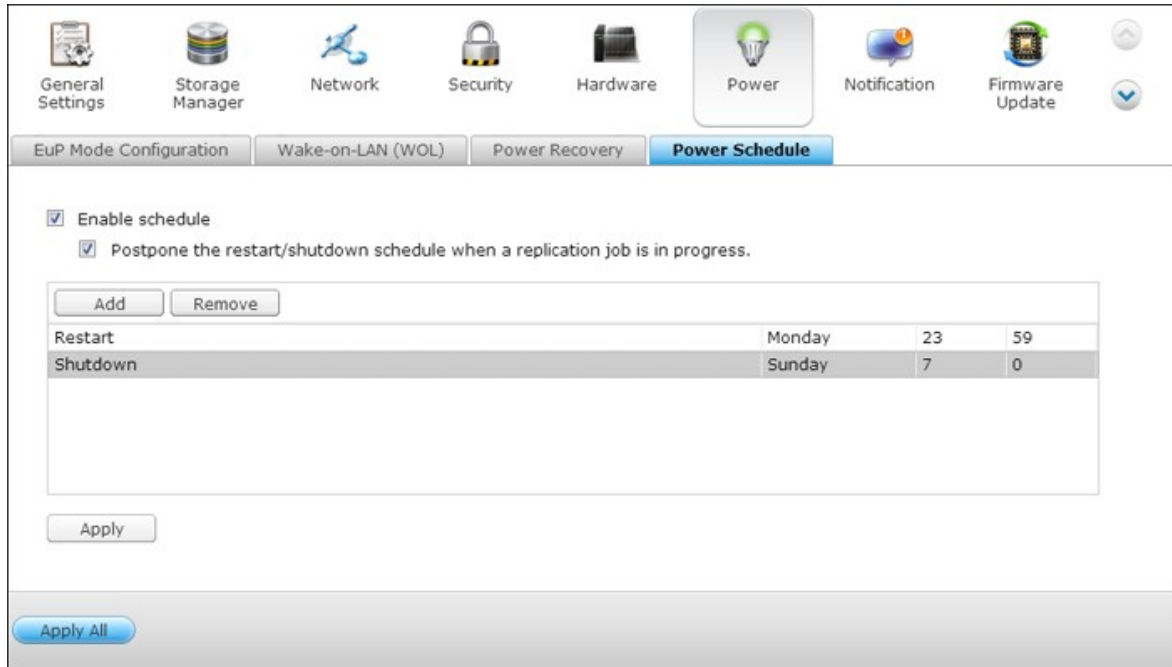 General Settings
Storage Manager
Network
Security
Hardware
Power
Notification
Firmware Update
EuP Mode Configuration
Wake-on-LAN (WOL)
Power Recovery
Power Schedule
Enable schedule
Postpone the restart/shutdown schedule when a replication job is in progress.
Add Remove
Restart Monday 23 59
Shutdown Sunday 7 0
Apply
Apply All